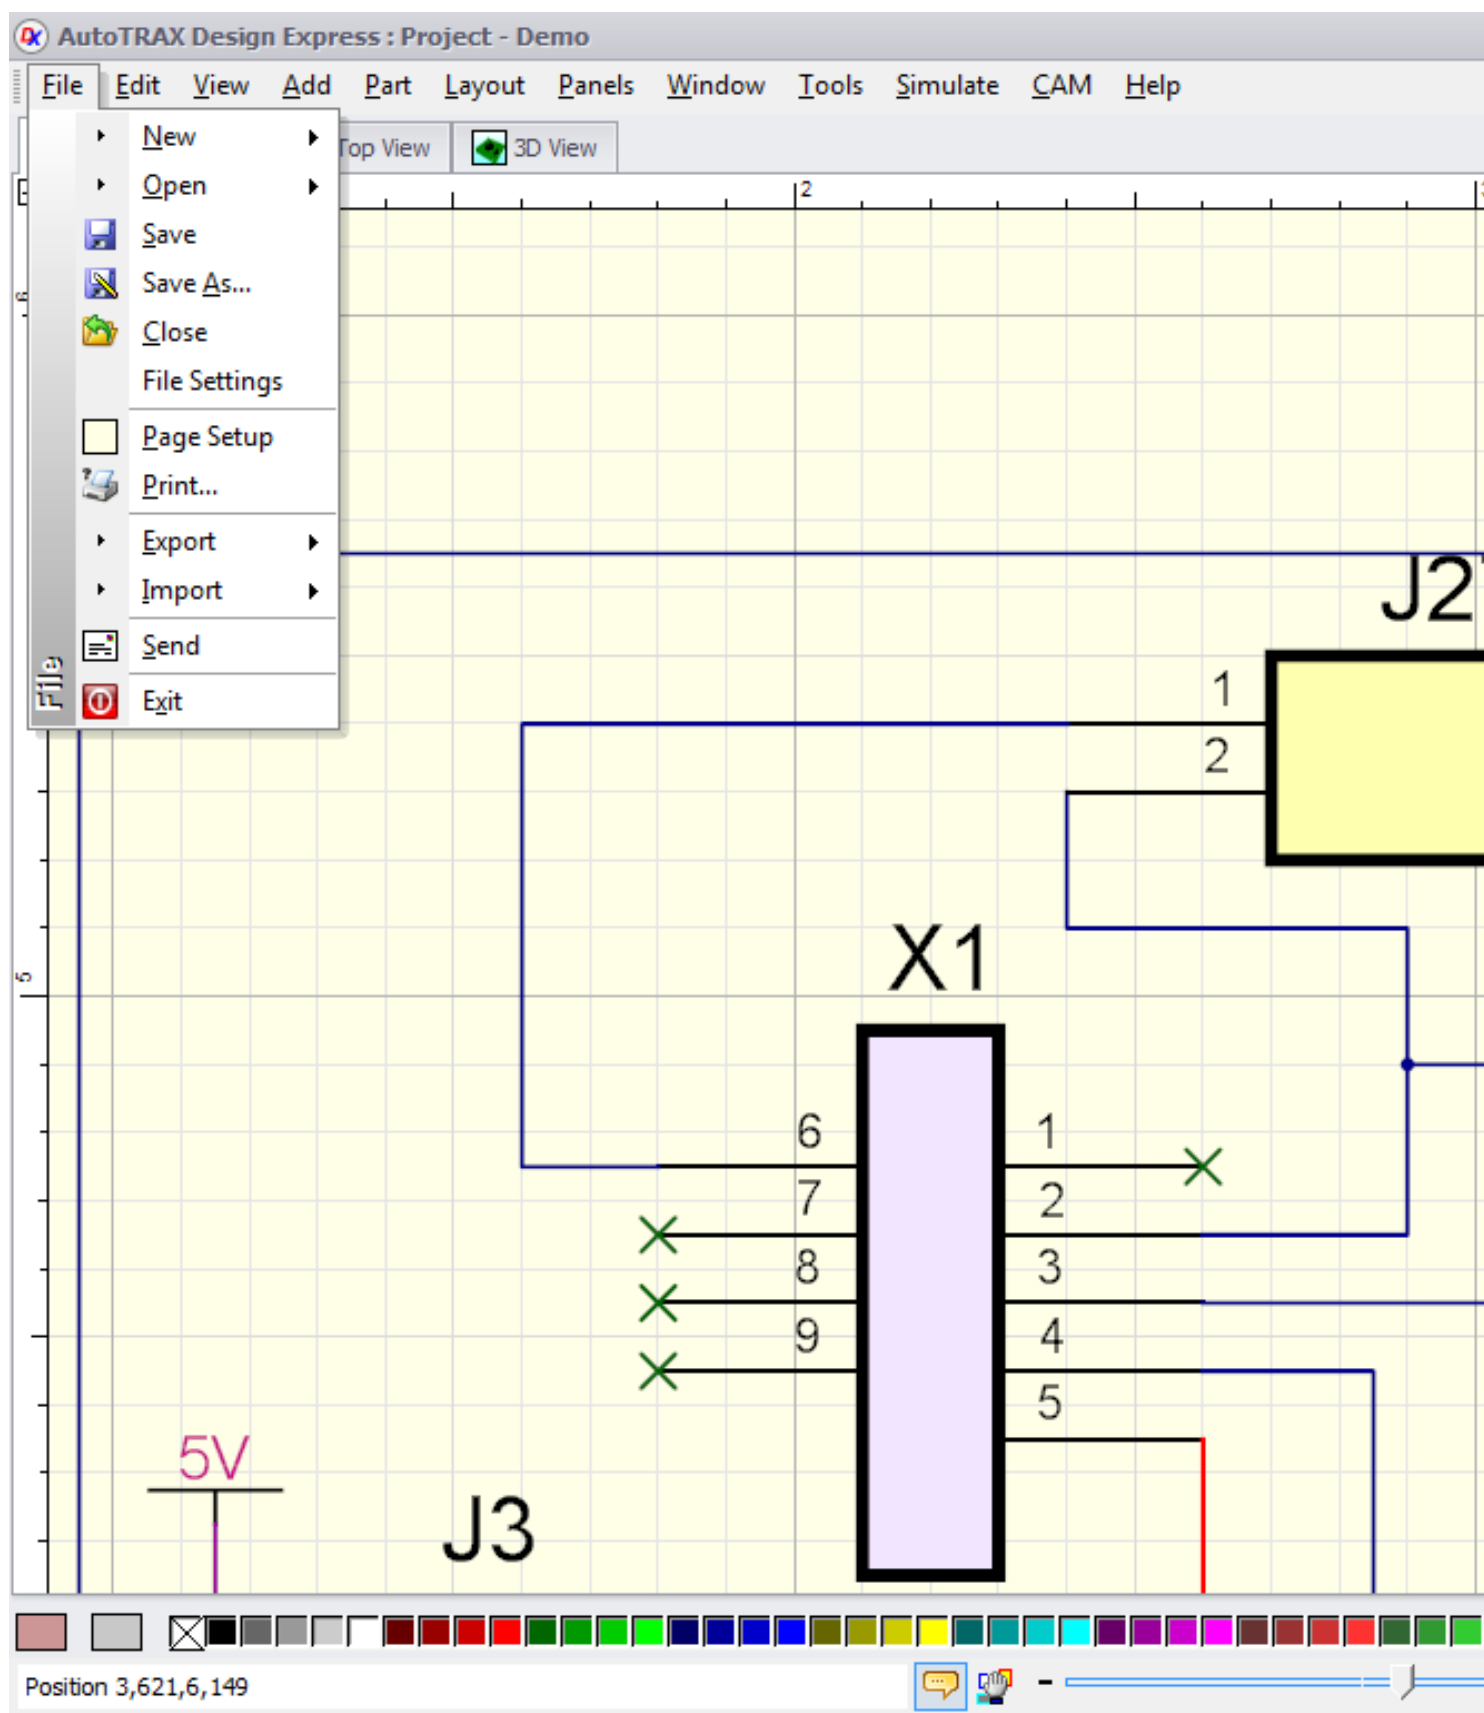 AutoTRAX Design Express : Project - Demo
File Edit View Add Part Layout Panels Window Tools Simulate CAM Help
New
Top View
3D View
Open
2
Save
Save As...
6
Close
File Settings
Page Setup
Print...
Export
Import
J2
Send
File
Exit
1
2
X1
5
6
1
7
2
8
3
9
4
5
5V
J3
Position 3,621,6,149